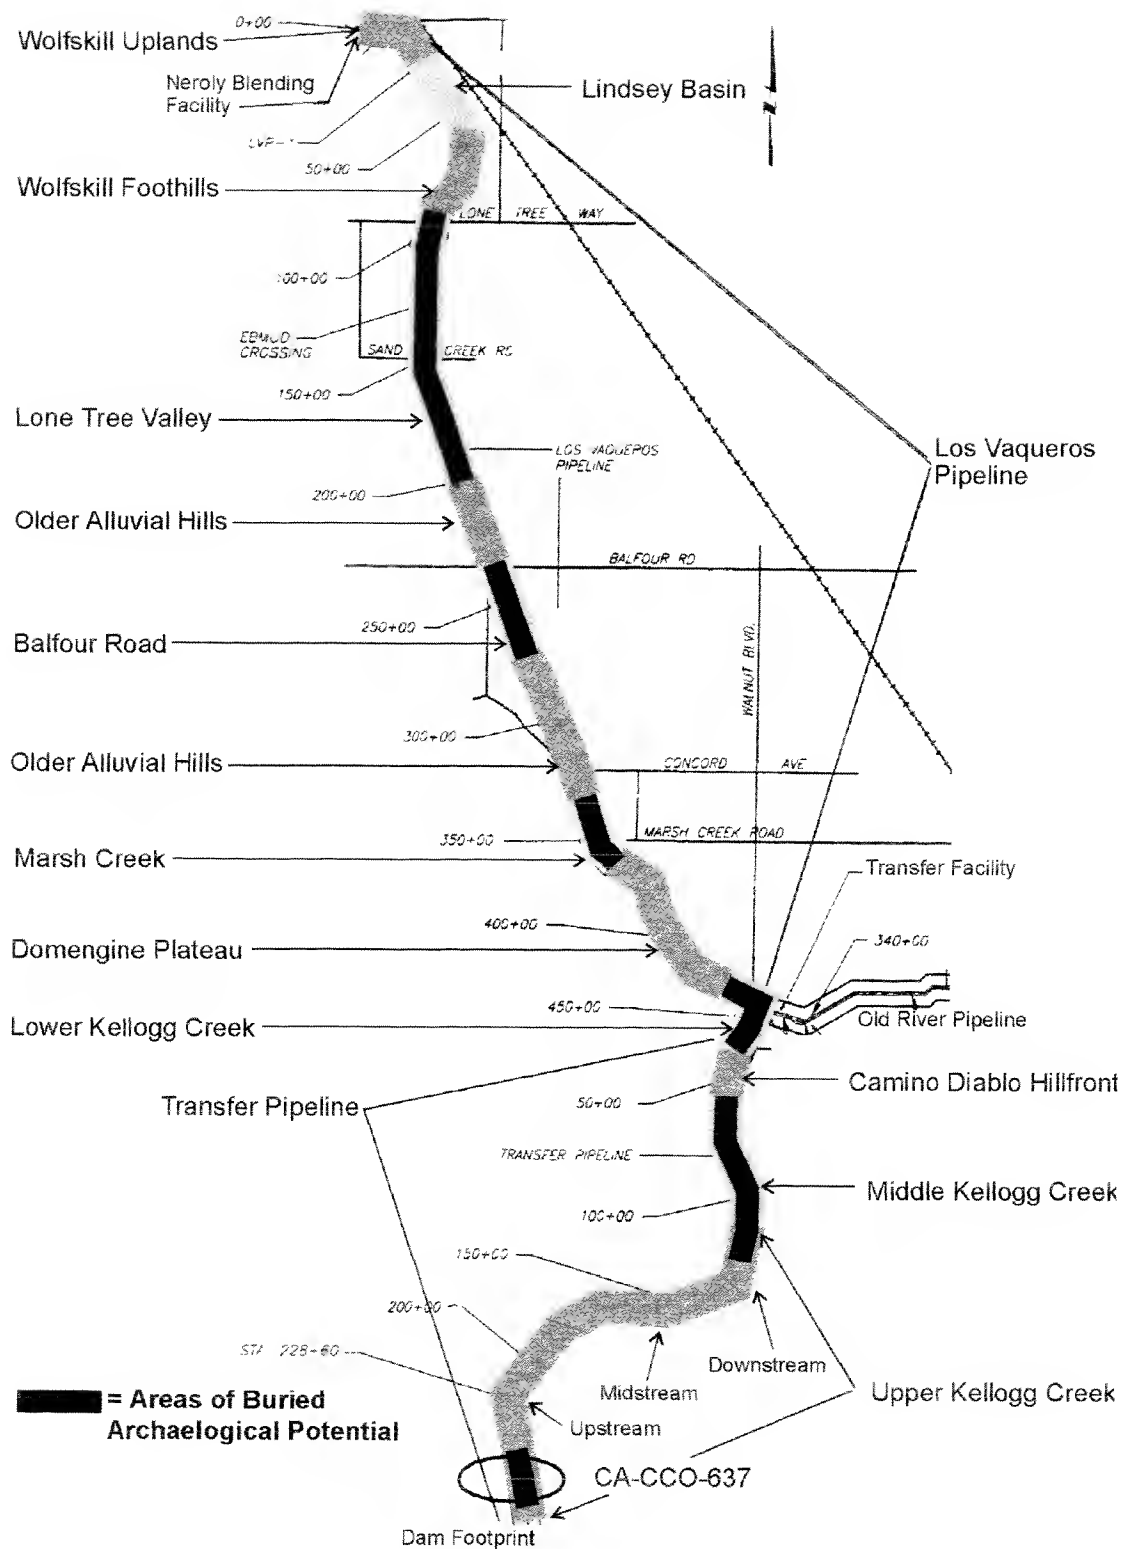 0+00
Wolfskill Uplands
Neroly Blending
Facility
Lindsey Basin
50+00
Wolfskill Foothills
LONE TREE WAY
EBMUD
CROSSING
SAND CREEK RD
150+00
Lone Tree Valley
LOS VAQUEROS
PIPELINE
Los Vaqueros
Pipeline
200+00
Older Alluvial Hills
BALFOUR RD
250+00
Balfour Road
WALNUT BLVD.
300+00
Older Alluvial Hills
CONCORD AVE
350+00
MARSH CREEK ROAD
Marsh Creek
Transfer Facility
400+00
340+00
Domengine Plateau
450+00
Lower Kellogg Creek
Old River Pipeline
Camino Diablo Hillfront
Transfer Pipeline
50+00
TRANSFER PIPELINE
Middle Kellogg Creek
100+00
150+00
200+00
STA 228+60
Downstream
Midstream
Upper Kellogg Creek
= Areas of Buried
Archaelogical Potential
Upstream
CA-CCO-637
Dam Footprint